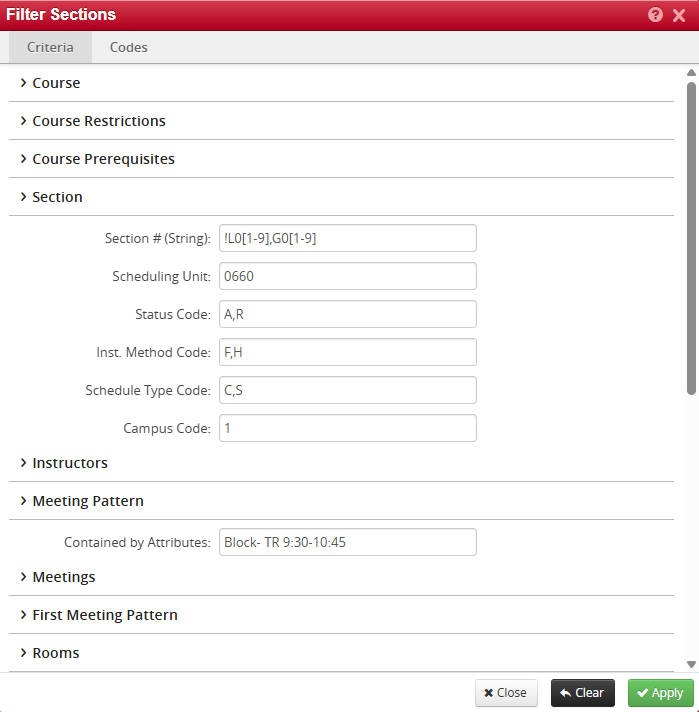 Filter Sections
Criteria Codes
Course
Course Restrictions
Course Prerequisites
Section
Section # (String): !L0[1-9],G0[1-9]
Scheduling Unit: 0660
Status Code: A,R
Inst. Method Code: F,H
Schedule Type Code: C,S
Campus Code: 1
Instructors
Meeting Pattern
Contained by Attributes: Block- TR 9:30-10:45
Meetings
First Meeting Pattern
Rooms
Close Clear Apply